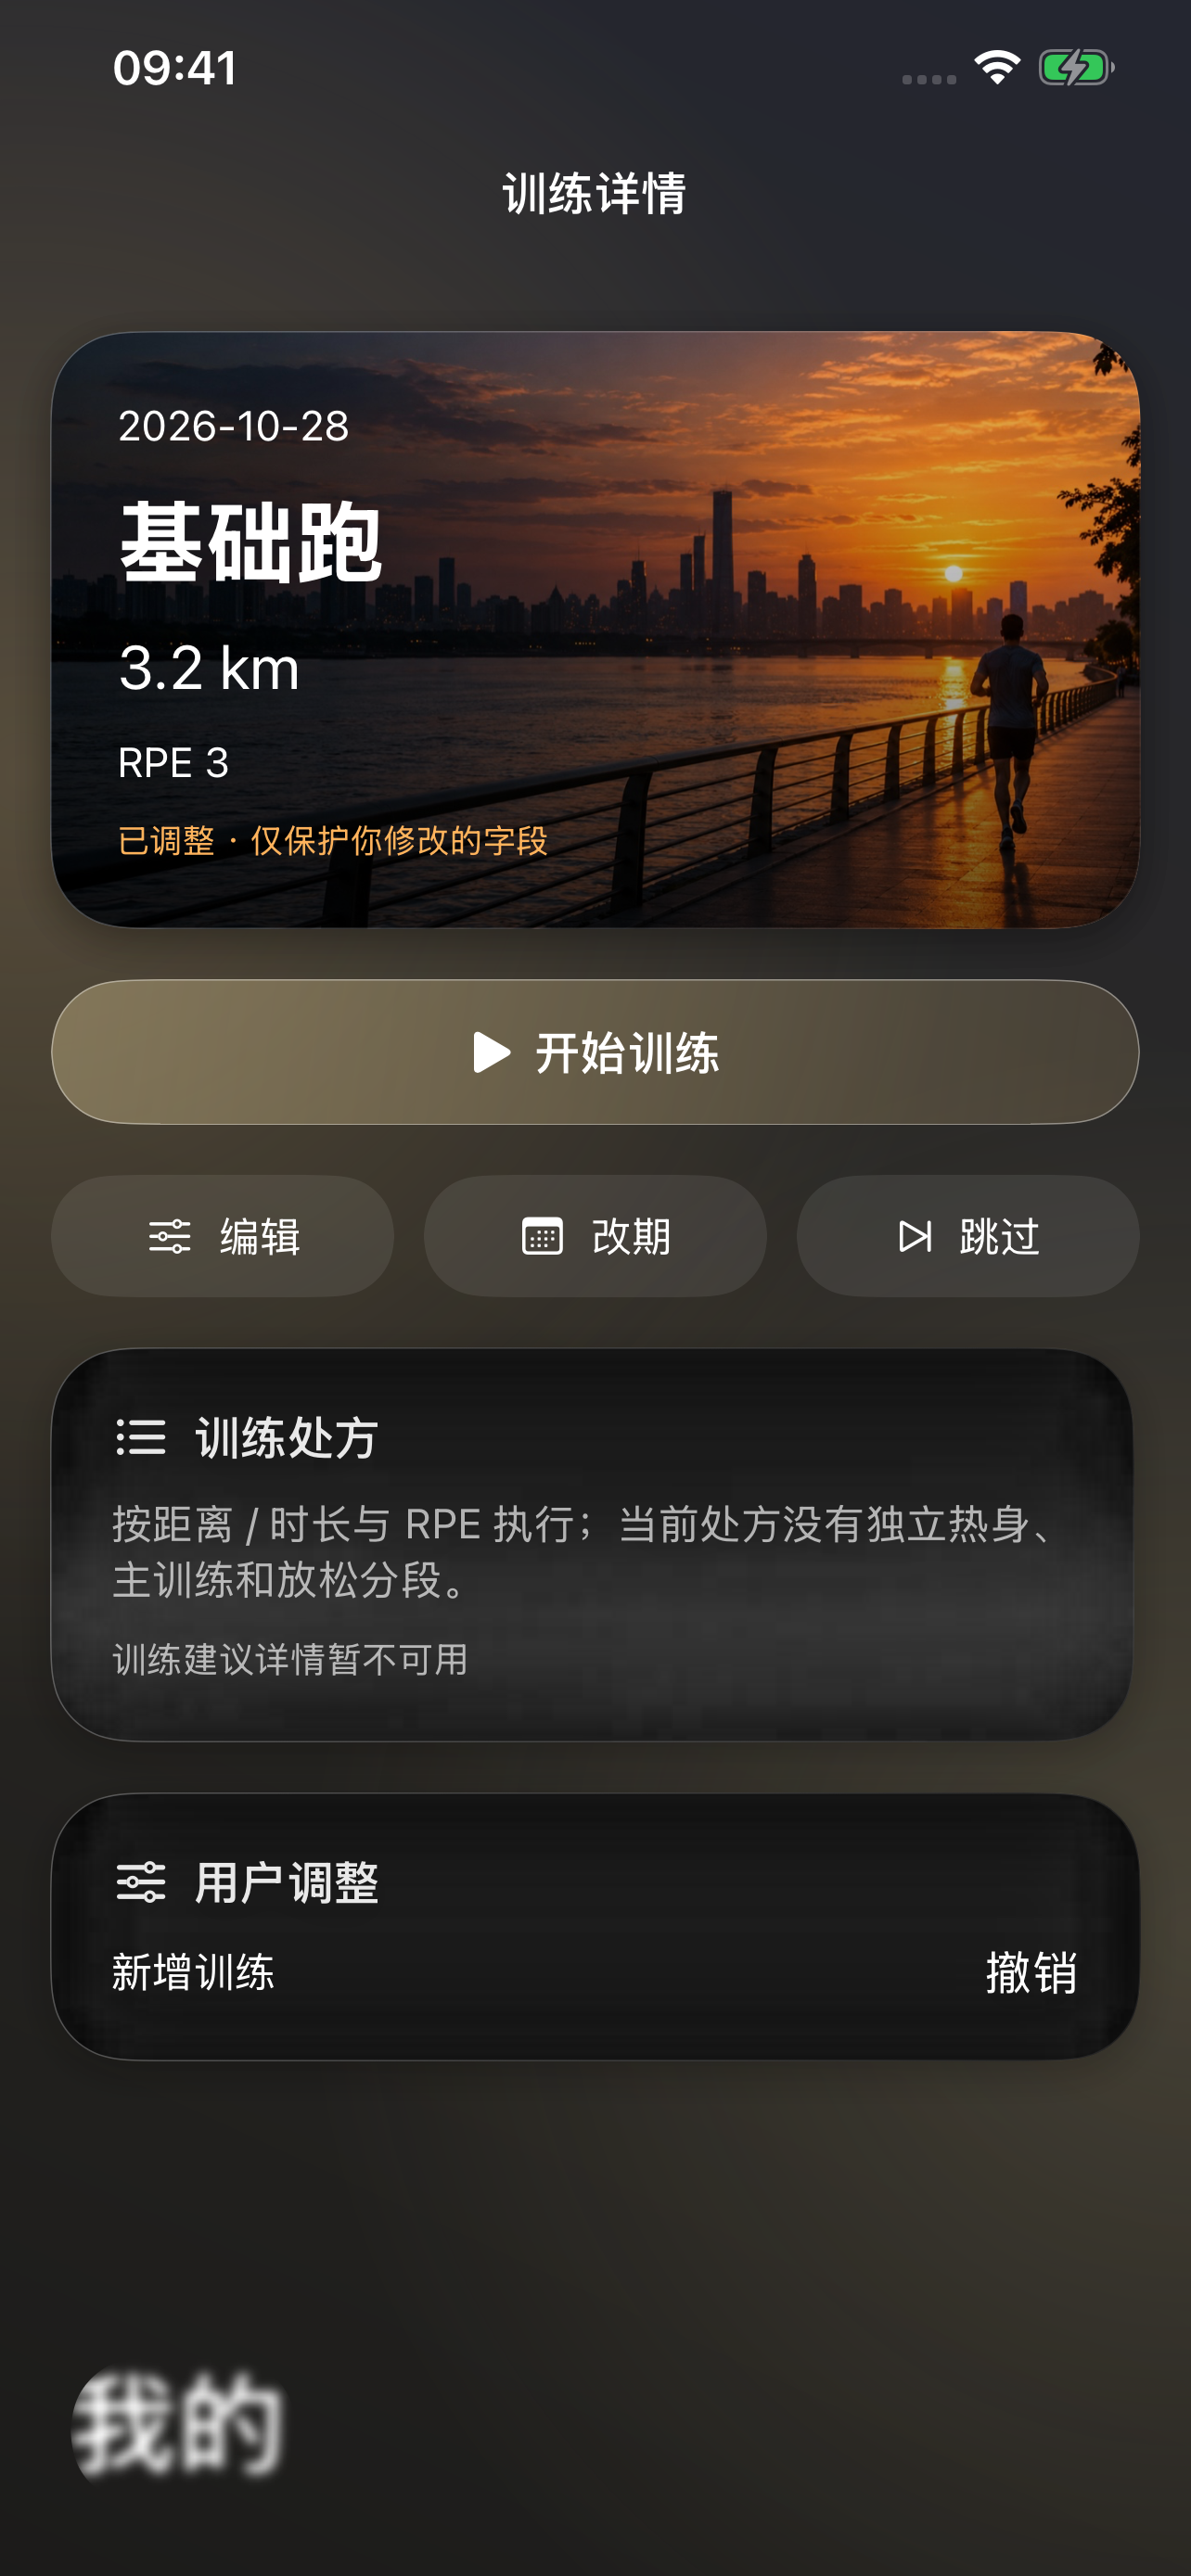 09:41
训练详情
2026-10-28
基础跑
3.2 km
RPE 3
已调整 · 仅保护你修改的字段
开始训练
编辑
改期
跳过
训练处方
按距离 / 时长与 RPE 执行；当前处方没有独立热身、
主训练和放松分段。
训练建议详情暂不可用
用户调整
新增训练
撤销
我的